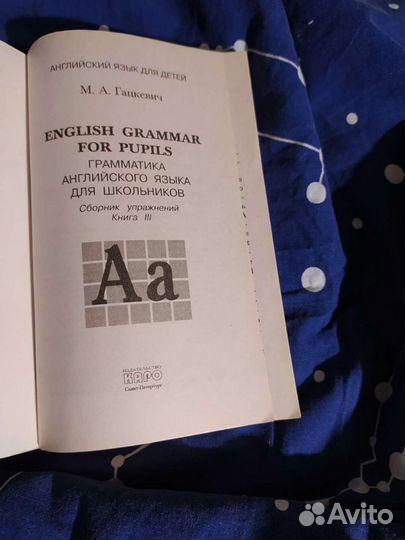 АНГЛИЙСКИЙ ЯЗЫК ДЛЯ ДЕТЕЙ
М. А. Гацкевич
ENGLISH GRAMMAR
FOR PUPILS
ГРАММАТИКА
АНГЛИЙСКОГО ЯЗЫКА
ДЛЯ ШКОЛЬНИКОВ
Сборник упражнений
Книга III
Aa
ИЗДАТЕЛЬСТВО
КАРО
Санкт-Петербург
Avito